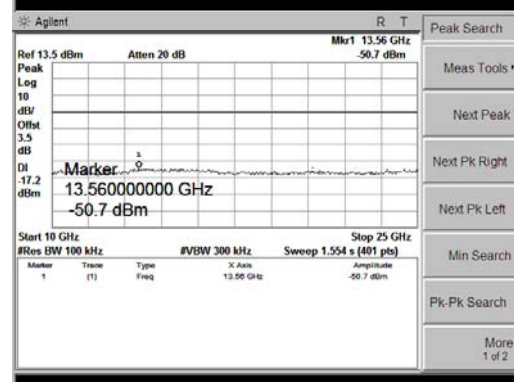 Agilent R T
Mkr1 13.56 GHz
Ref 13.5 dBm Atten 20 dB -50.7 dBm
Peak
Log
10
dB/
Offst
3.5
dB
DI
-17.2
dBm
1
Marker
13.560000000 GHz
-50.7 dBm
Start 10 GHz Stop 25 GHz
#Res BW 100 kHz #VBW 300 kHz Sweep 1.554 s (401 pts)
Marker Trace Type X Axis Amplitude
1 (1) Freq 13.56 GHz -50.7 dBm
Peak Search
Meas Tools
Next Peak
Next Pk Right
Next Pk Left
Min Search
Pk-Pk Search
More
1 of 2